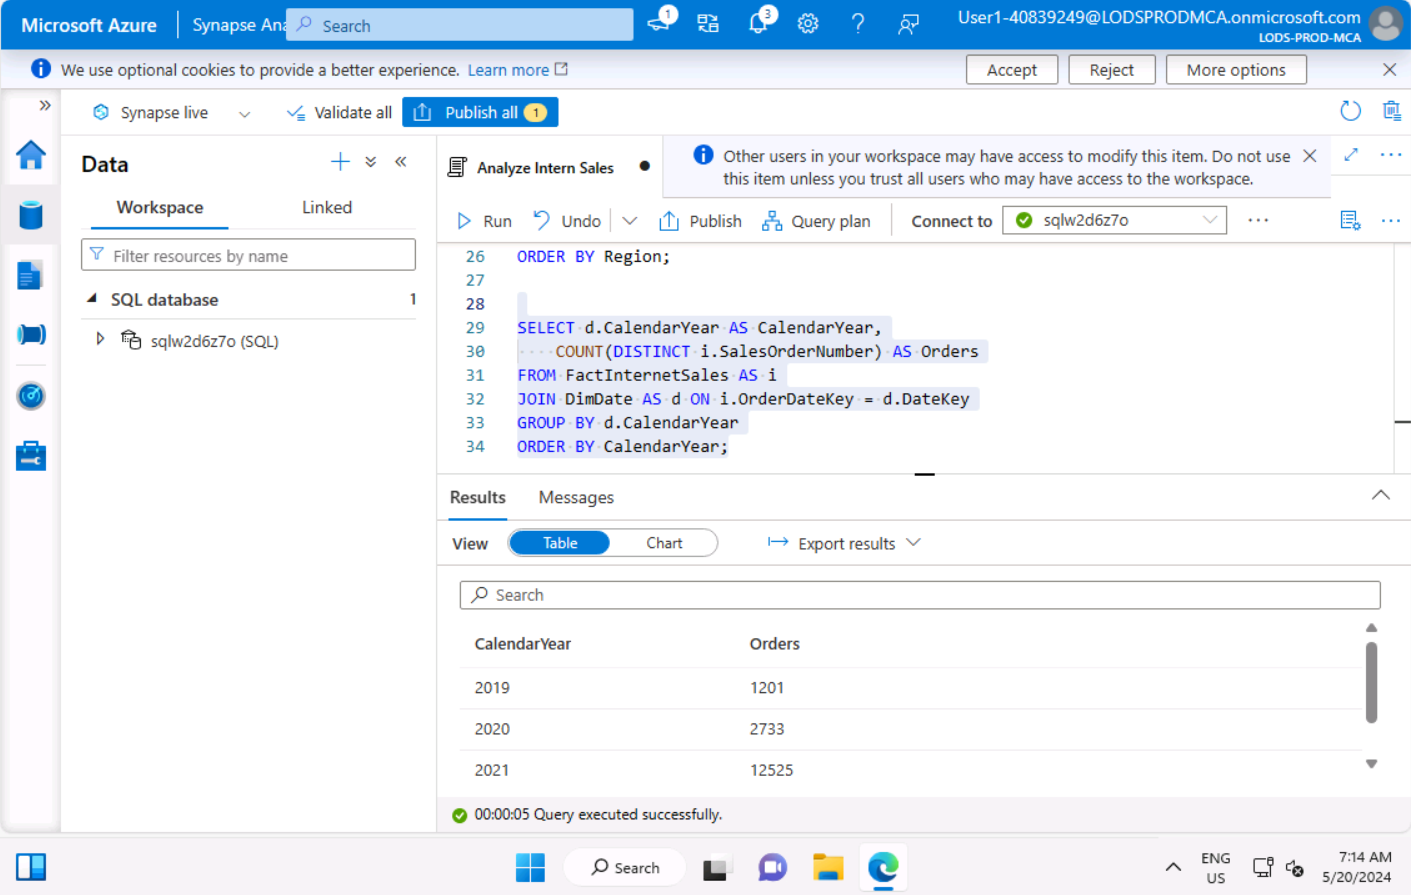 Microsoft Azure
Synapse Ana
Search
1
3
User1-40839249@LODSPRODMCA.onmicrosoft.com
LODS-PROD-MCA
We use optional cookies to provide a better experience. Learn more
Accept
Reject
More options
Synapse live
Validate all
Publish all 1
Data
Workspace
Linked
Filter resources by name
SQL database 1
sqlw2d6z7o (SQL)
Analyze Intern Sales
Other users in your workspace may have access to modify this item. Do not use
this item unless you trust all users who may have access to the workspace.
Run
Undo
Publish
Query plan
Connect to
sqlw2d6z7o
26 ORDER BY Region;
27
28
29 SELECT d.CalendarYear AS CalendarYear,
30 COUNT(DISTINCT i.SalesOrderNumber) AS Orders
31 FROM FactInternetSales AS i
32 JOIN DimDate AS d ON i.OrderDateKey = d.DateKey
33 GROUP BY d.CalendarYear
34 ORDER BY CalendarYear;
Results
Messages
View
Table
Chart
Export results
Search
CalendarYear Orders
2019 1201
2020 2733
2021 12525
00:00:05 Query executed successfully.
Search
ENG
US
7:14 AM
5/20/2024